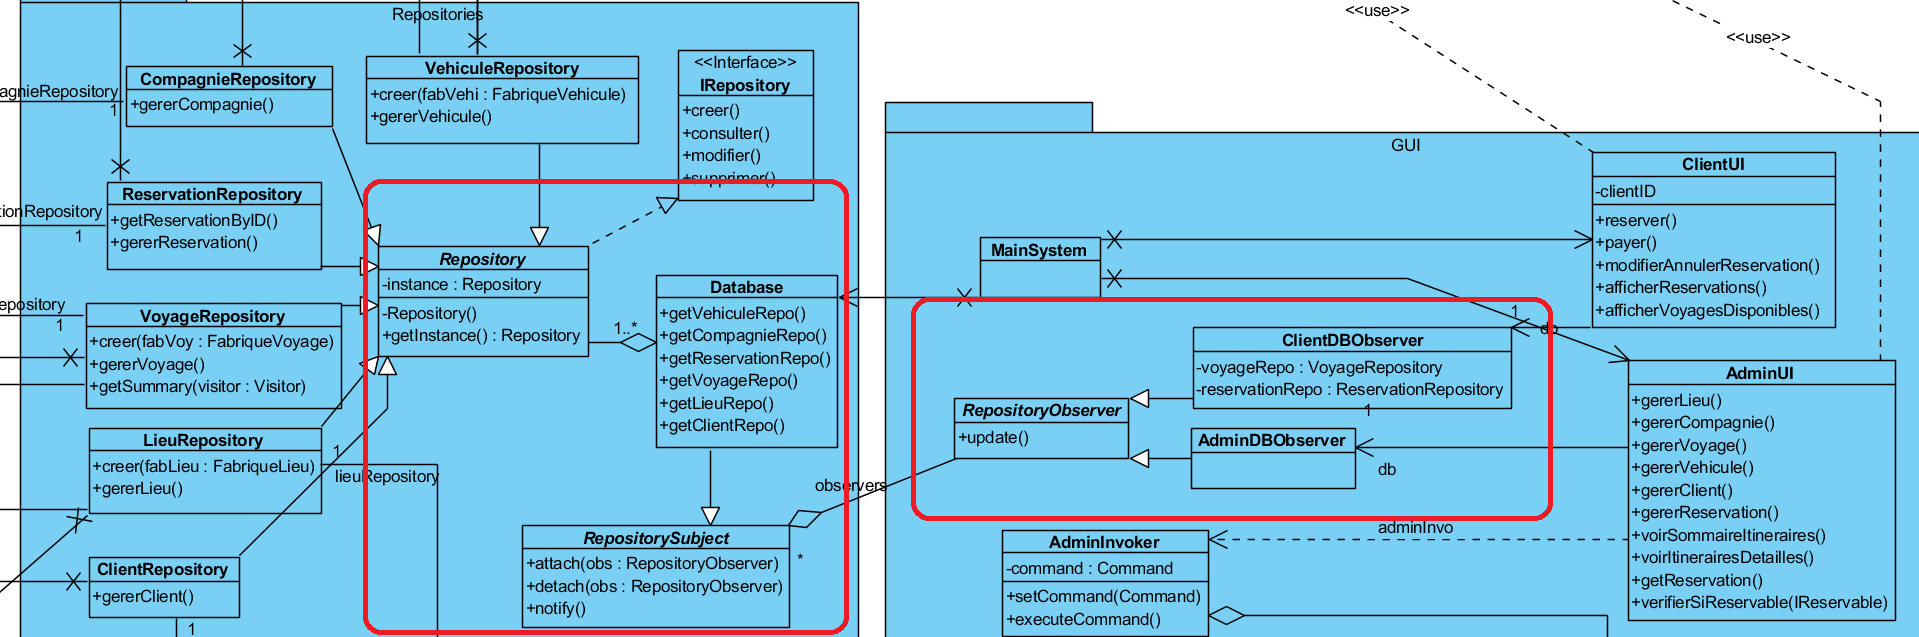 Repositories
CompagnieRepository
+gererCompagnie()
agnieRepository
1
VehiculeRepository
+creer(fabVehi : FabriqueVehicule)
+gererVehicule()
<<Interface>>
IRepository
+creer()
+consulter()
+modifier()
+supprimer()
ReservationRepository
+getReservationByID()
+gererReservation()
tionRepository
1
Repository
-instance : Repository
-Repository()
+getInstance() : Repository
1..*
Database
+getVehiculeRepo()
+getCompagnieRepo()
+getReservationRepo()
+getVoyageRepo()
+getLieuRepo()
+getClientRepo()
epository
1
VoyageRepository
+creer(fabVoy : FabriqueVoyage)
+gererVoyage()
+getSummary(visitor : Visitor)
LieuRepository
+creer(fabLieu : FabriqueLieu)
+gererLieu()
1
lieuRepository
ClientRepository
+gererClient()
1
RepositorySubject
+attach(obs : RepositoryObserver)
+detach(obs : RepositoryObserver)
+notify()
*
observers
<<use>>
<<use>>
GUI
MainSystem
ClientUI
-clientID
+reserver()
+payer()
+modifierAnnulerReservation()
+afficherReservations()
+afficherVoyagesDisponibles()
1
db
ClientDBObserver
-voyageRepo : VoyageRepository
-reservationRepo : ReservationRepository
1
RepositoryObserver
+update()
AdminDBObserver
db
AdminUI
+gererLieu()
+gererCompagnie()
+gererVoyage()
+gererVehicule()
+gererClient()
+gererReservation()
+voirSommaireItineraires()
+voirItinerairesDetailles()
+getReservation()
+verifierSiReservable(IReservable)
adminInvo
AdminInvoker
-command : Command
+setCommand(Command)
+executeCommand()